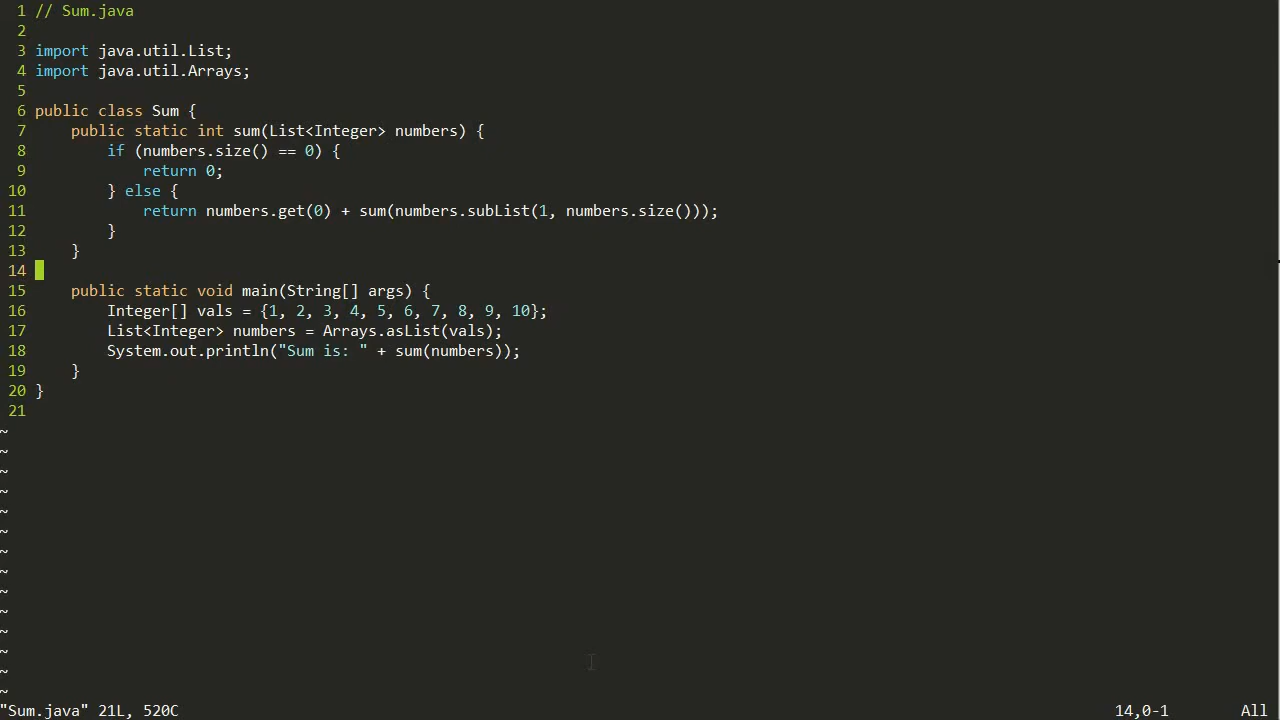 1 // Sum.java
2
3 import java.util.List;
4 import java.util.Arrays;
5
6 public class Sum {
7     public static int sum(List<Integer> numbers) {
8         if (numbers.size() == 0) {
9             return 0;
10         } else {
11             return numbers.get(0) + sum(numbers.subList(1, numbers.size()));
12         }
13     }
14
15     public static void main(String[] args) {
16         Integer[] vals = {1, 2, 3, 4, 5, 6, 7, 8, 9, 10};
17         List<Integer> numbers = Arrays.asList(vals);
18         System.out.println("Sum is: " + sum(numbers));
19     }
20 }
21
~
~
~
~
~
~
~
~
~
~
~
~
~
~
"Sum.java" 21L, 520C 14,0-1 All